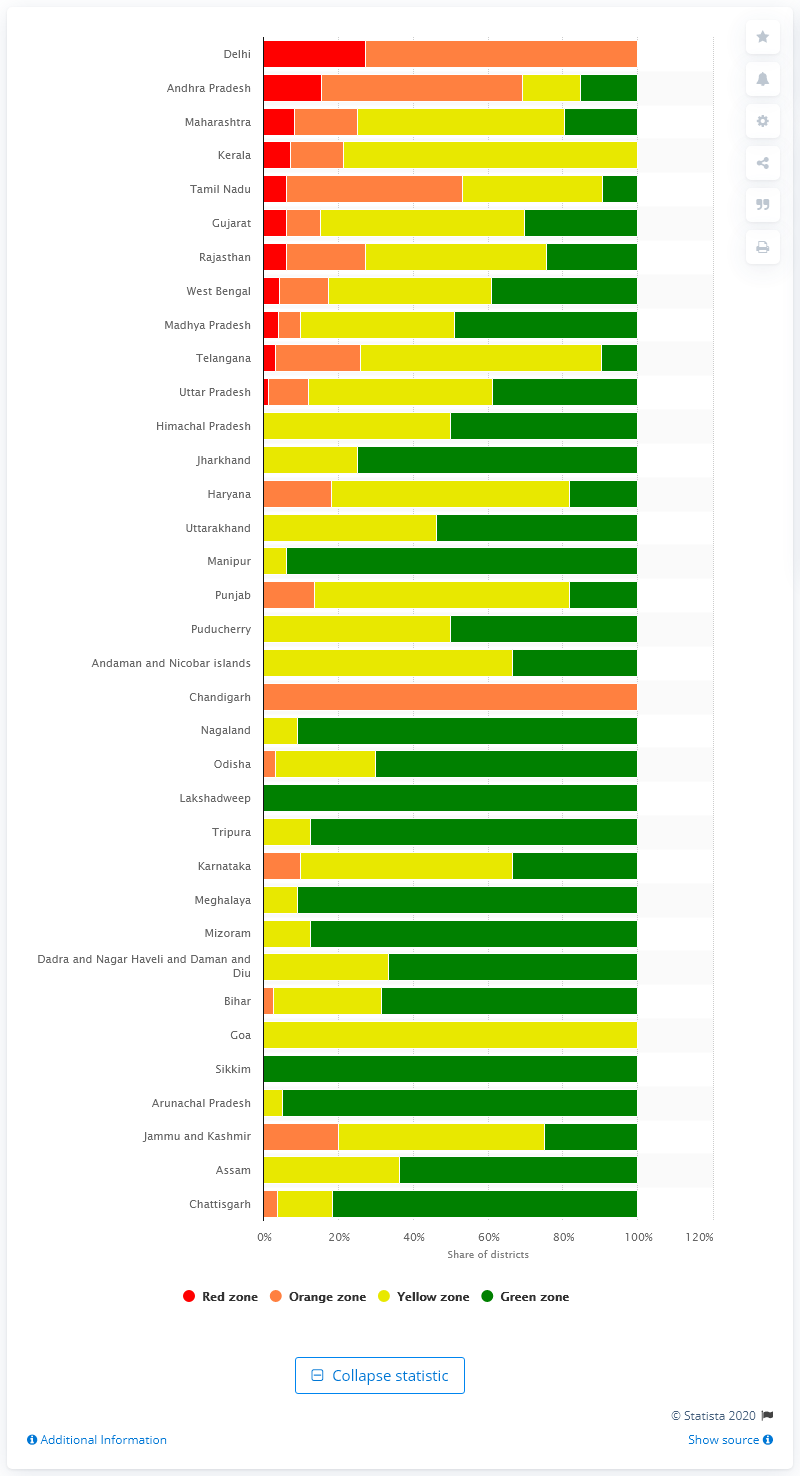 Delhi
Andhra Pradesh
Maharashtra
Kerala
Tamil Nadu
Gujarat
Rajasthan
West Bengal
Madhya Pradesh
Telangana
Uttar Pradesh
Himachal Pradesh
Jharkhand
Haryana
Uttarakhand
Manipur
Punjab
Puducherry
Andaman and Nicobar islands
Chandigarh
Nagaland
Odisha
Lakshadweep
Tripura
Karnataka
Meghalaya
Mizoram
Dadra and Nagar Haveli and Daman and
Diu
Bihar
Goa
Sikkim
Arunachal Pradesh
Jammu and Kashmir
Assam
Chattisgarh
0% 20% 40% 60% 80% 100% 120%
Share of districts
Red zone Orange zone Yellow zone Green zone
Collapse statistic
© Statista 2020
Additional Information Show source